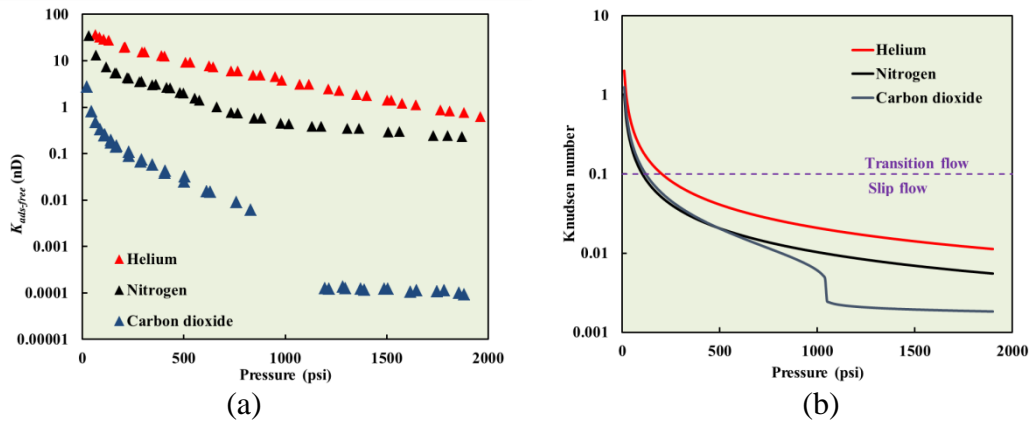 100
10
1
0.1
0.01
0.001
0.0001
0.00001
K_ads-free (nD)
Helium
Nitrogen
Carbon dioxide
0 500 1000 1500 2000
Pressure (psi)
(a)
10
1
0.1
0.01
0.001
Knudsen number
Helium
Nitrogen
Carbon dioxide
Transition flow
Slip flow
0 500 1000 1500 2000
Pressure (psi)
(b)